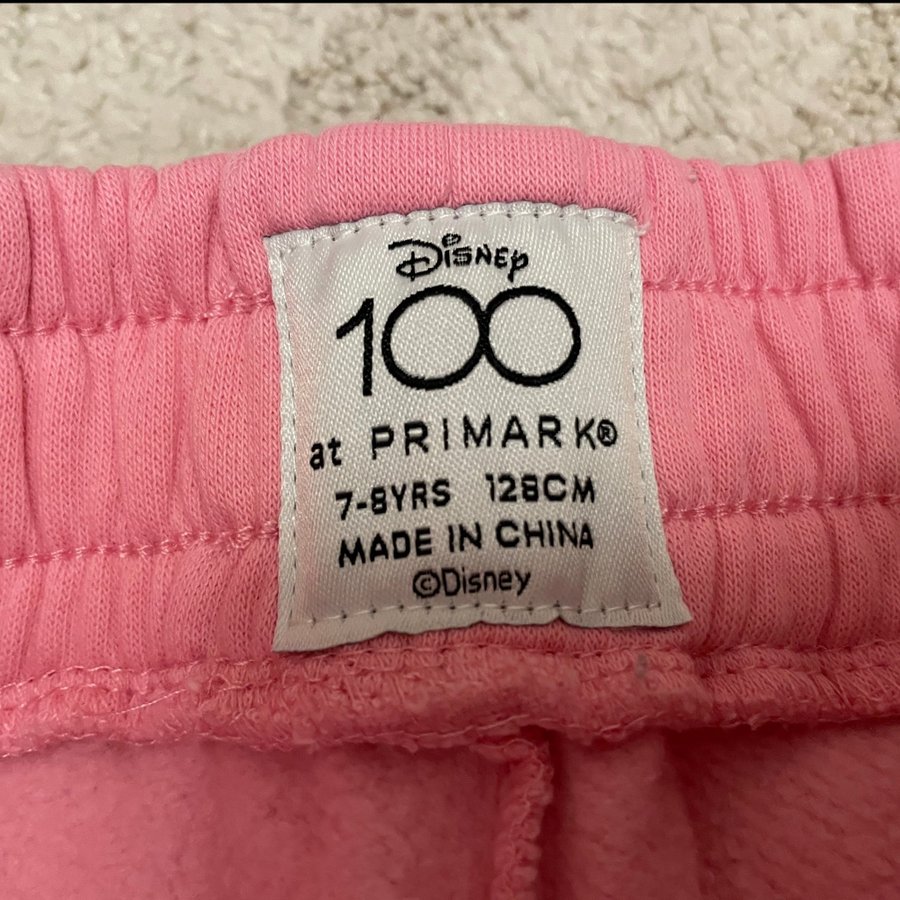 Disney
100
at PRIMARK®
7-8YRS 128CM
MADE IN CHINA
©Disney